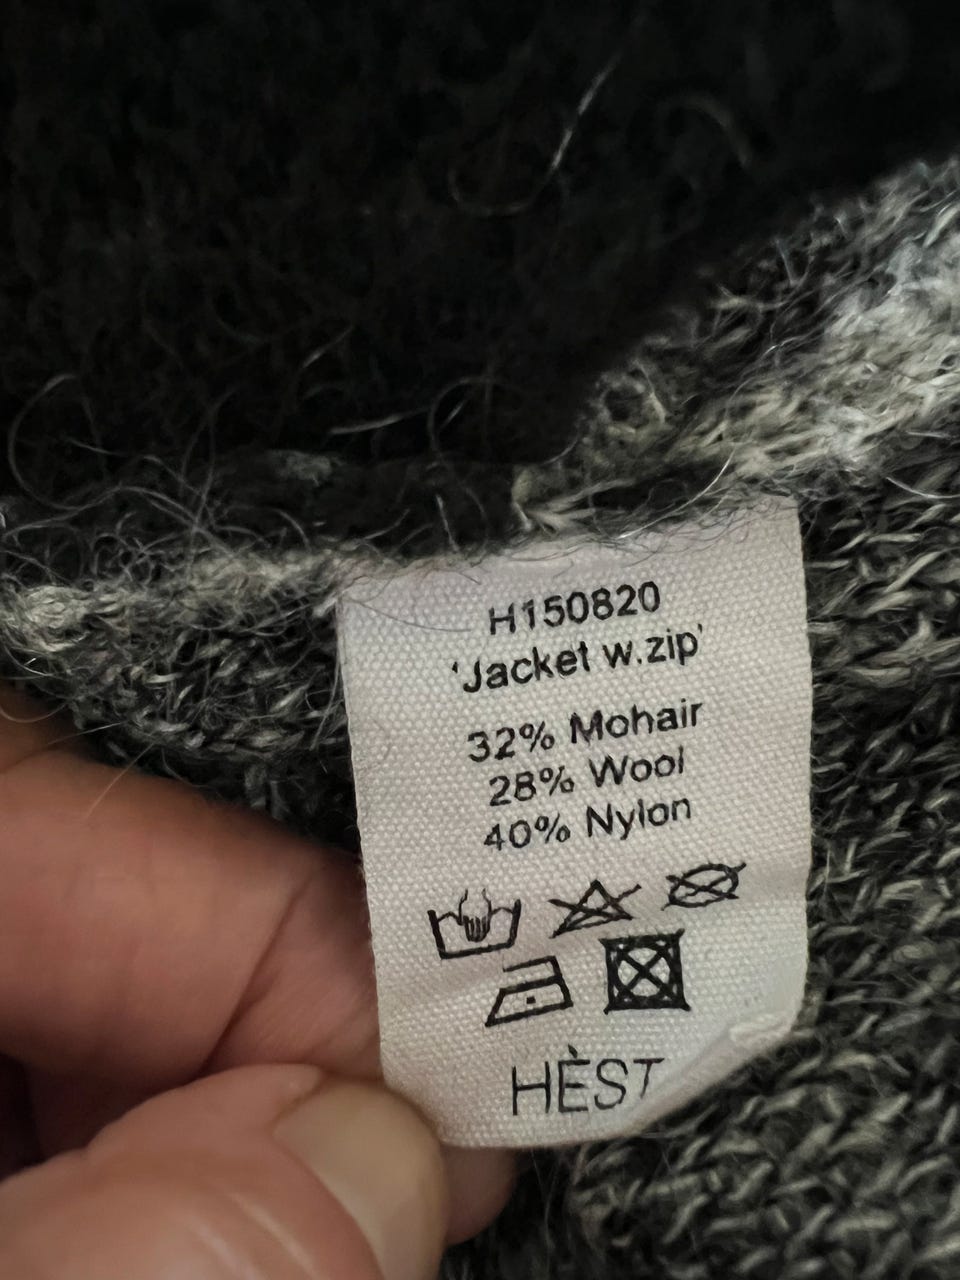 H150820
'Jacket w.zip'
32% Mohair
28% Wool
40% Nylon
HÈST